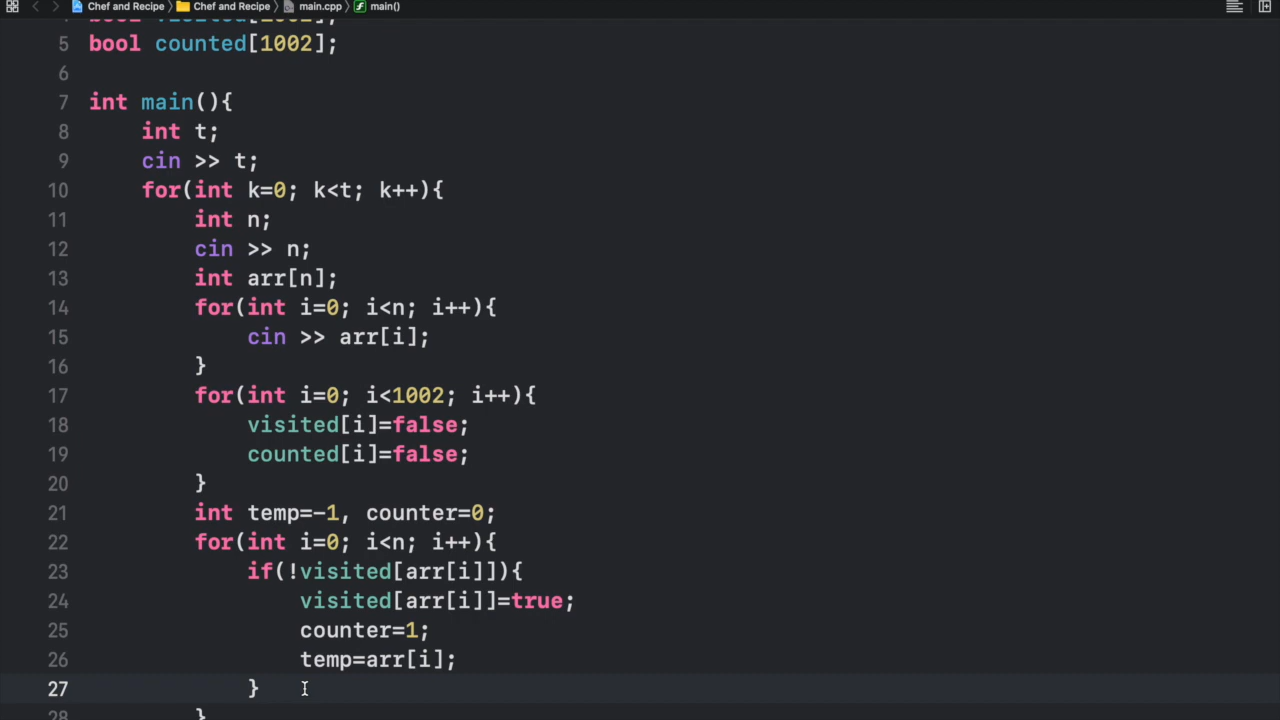 Chef and Recipe Chef and Recipe main.cpp main()
5 bool counted[1002];
6
7 int main(){
8 int t;
9 cin >> t;
10 for(int k=0; k<t; k++){
11 int n;
12 cin >> n;
13 int arr[n];
14 for(int i=0; i<n; i++){
15 cin >> arr[i];
16 }
17 for(int i=0; i<1002; i++){
18 visited[i]=false;
19 counted[i]=false;
20 }
21 int temp=-1, counter=0;
22 for(int i=0; i<n; i++){
23 if(!visited[arr[i]]){
24 visited[arr[i]]=true;
25 counter=1;
26 temp=arr[i];
27 }
28 }